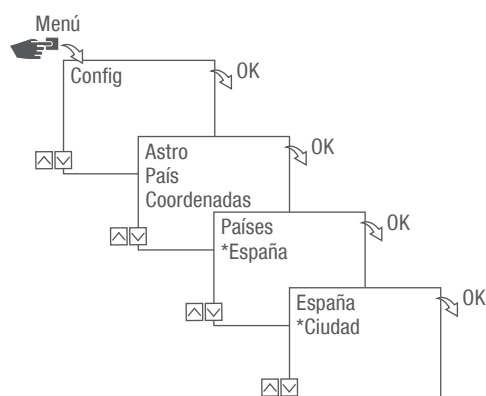 Menú
Config
OK
Astro
País
Coordenadas
OK
Países
*España
OK
España
*Ciudad
OK